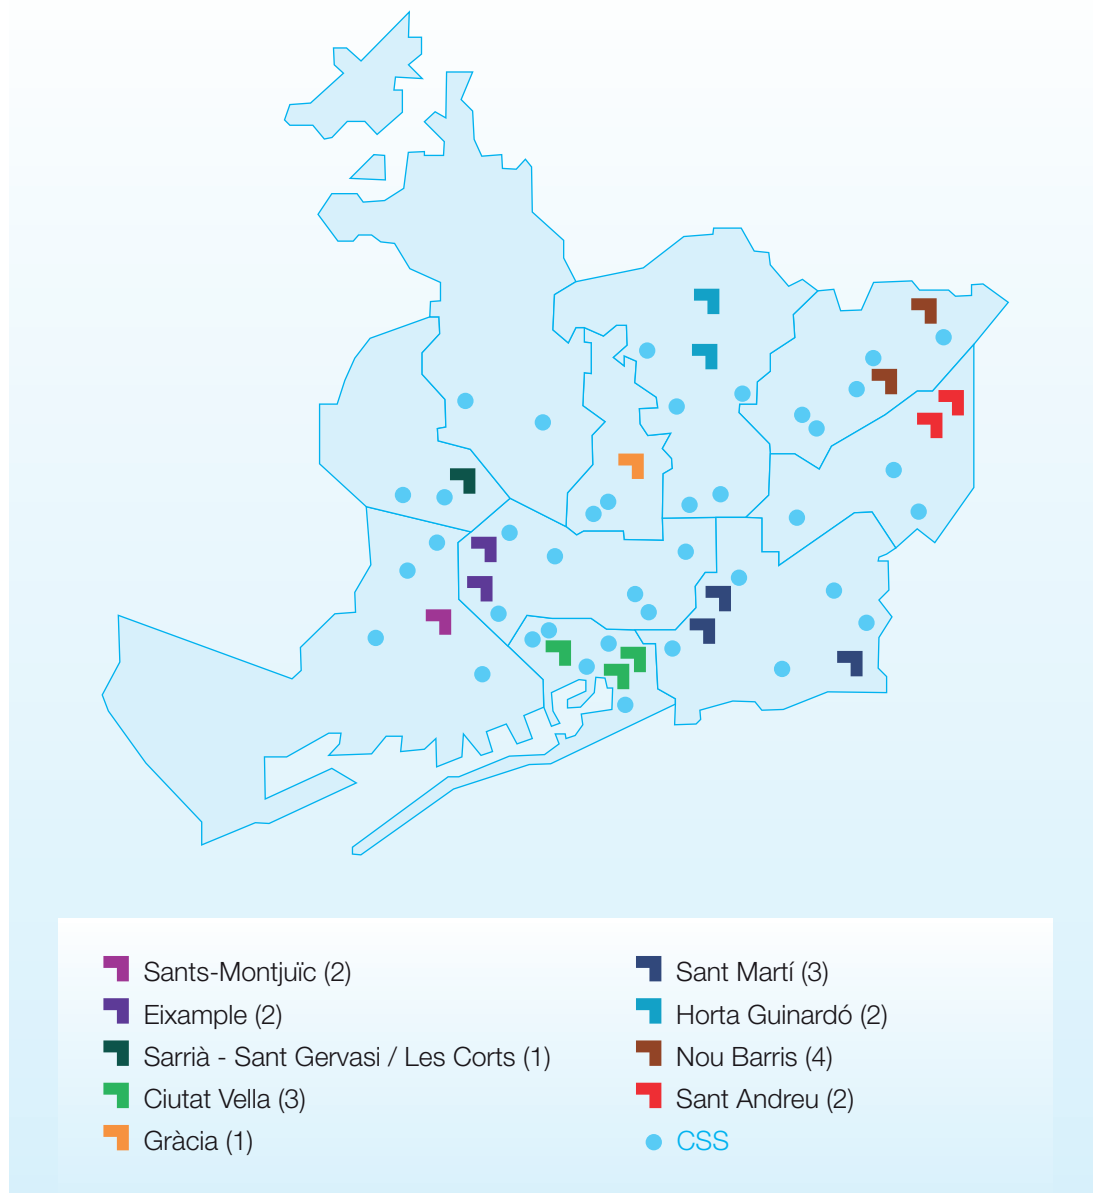 Sants-Montjuïc (2)
Eixample (2)
Sarrià - Sant Gervasi / Les Corts (1)
Ciutat Vella (3)
Gràcia (1)
Sant Martí (3)
Horta Guinardó (2)
Nou Barris (4)
Sant Andreu (2)
CSS